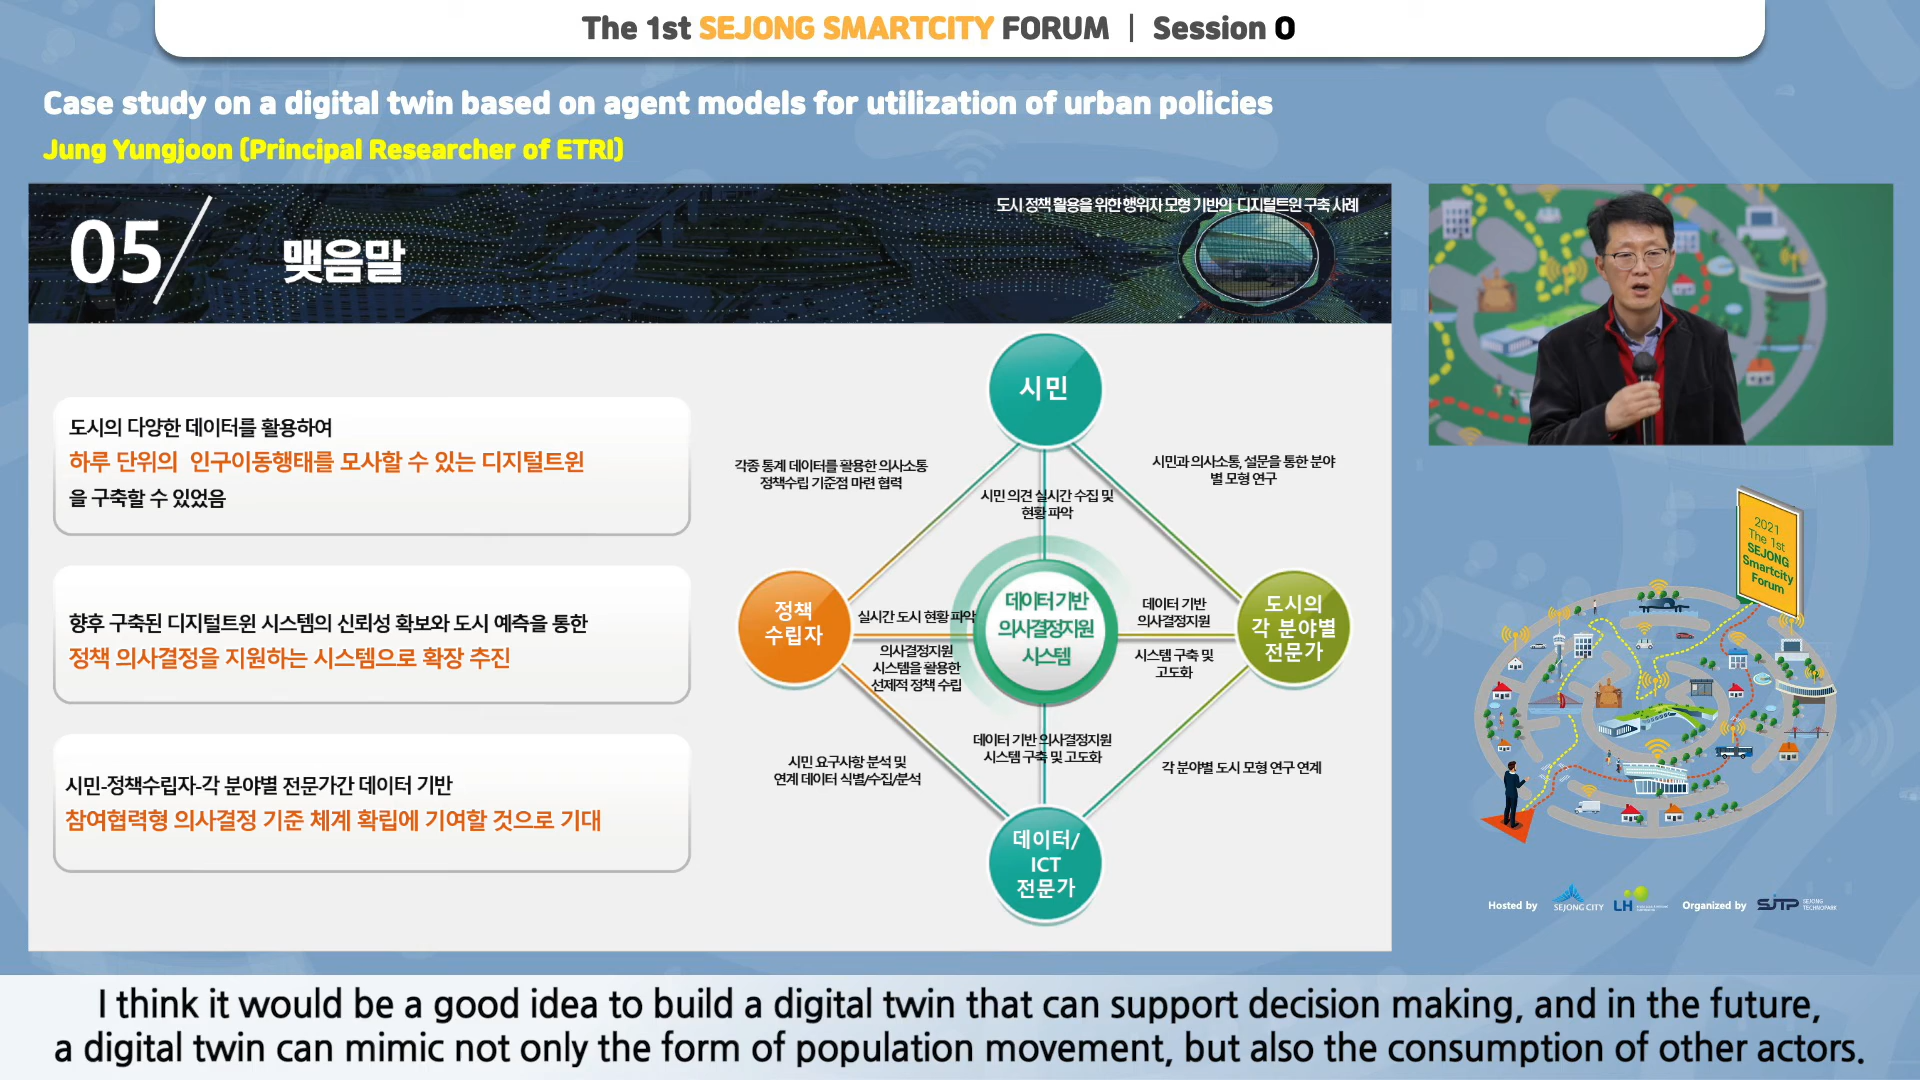 The 1st SEJONG SMARTCITY FORUM | Session O
Case study on a digital twin based on agent models for utilization of urban policies
Jung Yungjoon (Principal Researcher of ETRI)
도시 정책 활용을 위한 행위자 모형 기반의 디지털트윈 구축 사례
05/ 맺음말
도시의 다양한 데이터를 활용하여
하루 단위의 인구이동행태를 모사할 수 있는 디지털트윈
을 구축할 수 있었음
향후 구축된 디지털트윈 시스템의 신뢰성 확보와 도시 예측을 통한
정책 의사결정을 지원하는 시스템으로 확장 추진
시민-정책수립자-각 분야별 전문가간 데이터 기반
참여협력형 의사결정 기준 체계 확립에 기여할 것으로 기대
시민
각종 통계 데이터를 활용한 의사소통
정책수립 기준점 마련 협력
시민 의견 실시간 수집 및
현황 파악
시민과 의사소통, 설문을 통한 분야
별 모형 연구
정책
수립자
실시간 도시 현황 파악
의사결정지원
시스템을 활용한
선제적 정책 수립
데이터 기반
의사결정지원
시스템
데이터 기반
의사결정지원
시스템 구축 및
고도화
도시의
각 분야별
전문가
시민 요구사항 분석 및
연계 데이터 식별/수집/분석
데이터 기반 의사결정지원
시스템 구축 및 고도화
각 분야별 도시 모형 연구 연계
데이터/
ICT
전문가
2021
The 1st
SEJONG
Smartcity
Forum
Hosted by SEJONG CITY LH Organized by SJTP SEJONG
TECHNOPARK
I think it would be a good idea to build a digital twin that can support decision making, and in the future,
a digital twin can mimic not only the form of population movement, but also the consumption of other actors.